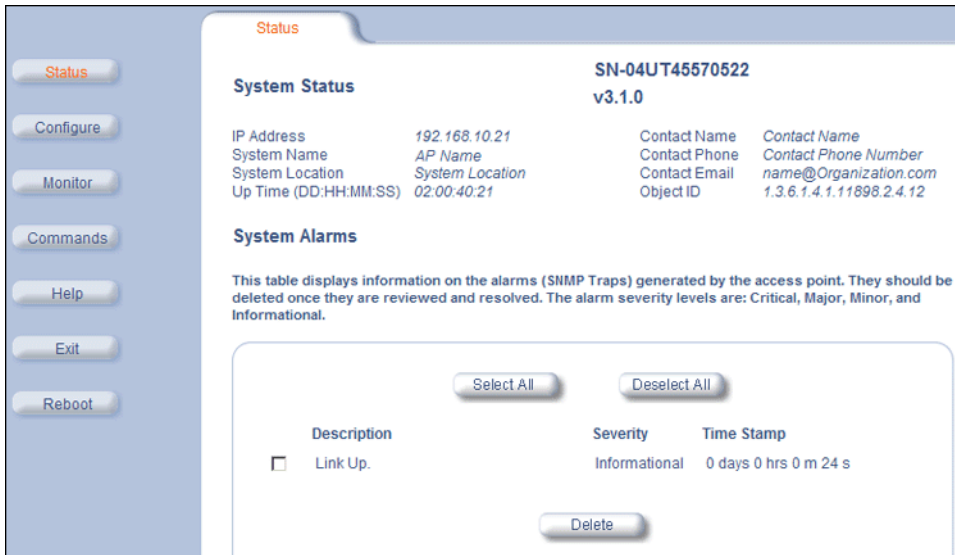 Status
Status
Configure
Monitor
Commands
Help
Exit
Reboot
System Status
SN-04UT45570522
v3.1.0
IP Address 192.168.10.21 Contact Name Contact Name
System Name AP Name Contact Phone Contact Phone Number
System Location System Location Contact Email name@Organization.com
Up Time (DD:HH:MM:SS) 02:00:40:21 Object ID 1.3.6.1.4.1.11898.2.4.12
System Alarms
This table displays information on the alarms (SNMP Traps) generated by the access point. They should be
deleted once they are reviewed and resolved. The alarm severity levels are: Critical, Major, Minor, and
Informational.
Select All Deselect All
Description Severity Time Stamp
Link Up. Informational 0 days 0 hrs 0 m 24 s
Delete